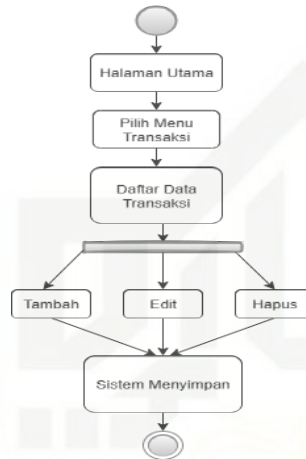 Halaman Utama
Pilih Menu
Transaksi
Daftar Data
Transaksi
Tambah
Edit
Hapus
Sistem Menyimpan